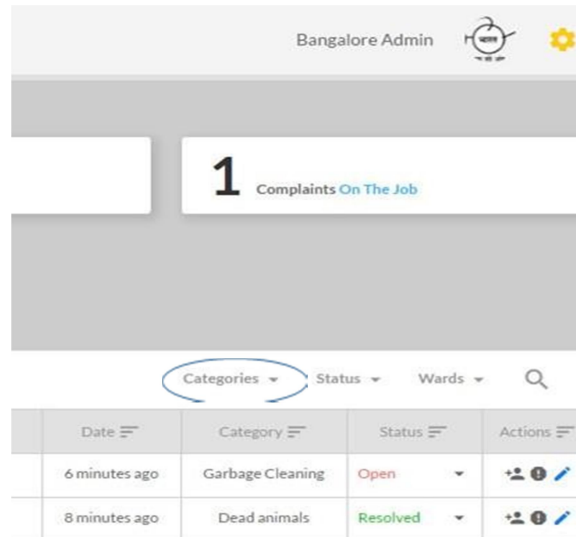 Bangalore Admin
1 Complaints On The Job
Categories Status Wards
Date Category Status Actions
6 minutes ago Garbage Cleaning Open
8 minutes ago Dead animals Resolved